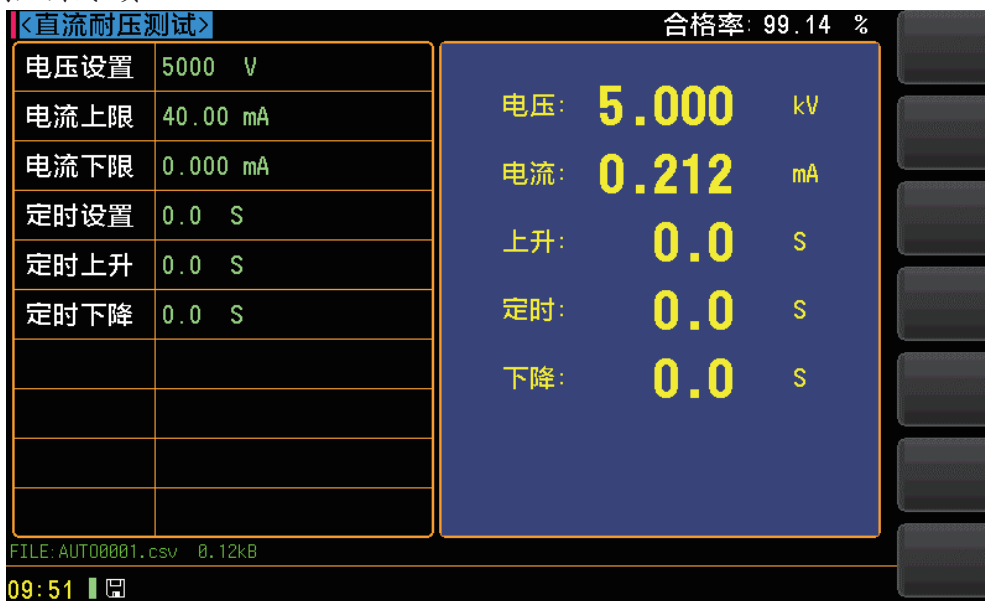 <直流耐压测试>
合格率: 99.14 %
电压设置 5000 V
电流上限 40.00 mA
电流下限 0.000 mA
定时设置 0.0 S
定时上升 0.0 S
定时下降 0.0 S
电压: 5.000 kV
电流: 0.212 mA
上升: 0.0 S
定时: 0.0 S
下降: 0.0 S
FILE:AUTO0001.csv 0.12kB
09:51